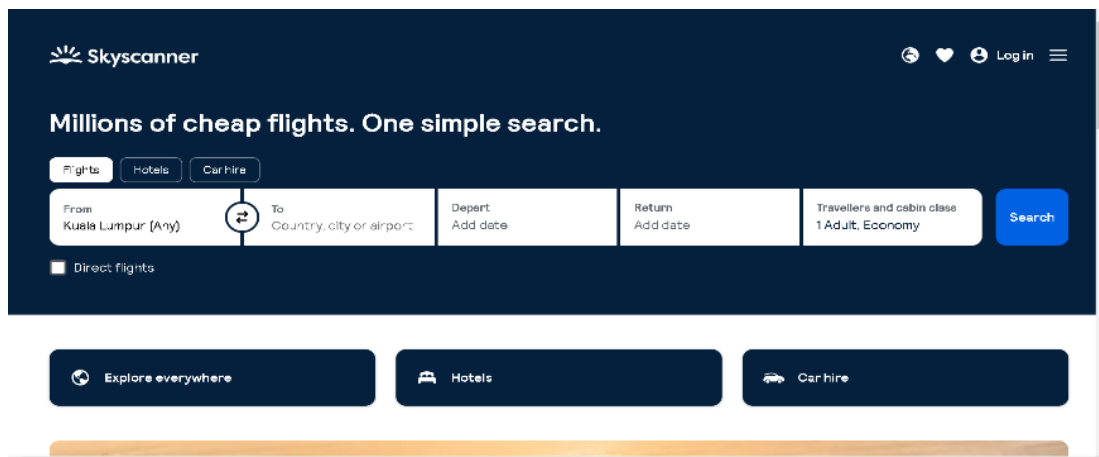 Skyscanner
Log in
Millions of cheap flights. One simple search.
Flights
Hotels
Car hire
From
Kuala Lumpur (Any)
To
Country, city or airport
Depart
Add date
Return
Add date
Travellers and cabin class
1 Adult, Economy
Search
Direct flights
Explore everywhere
Hotels
Car hire